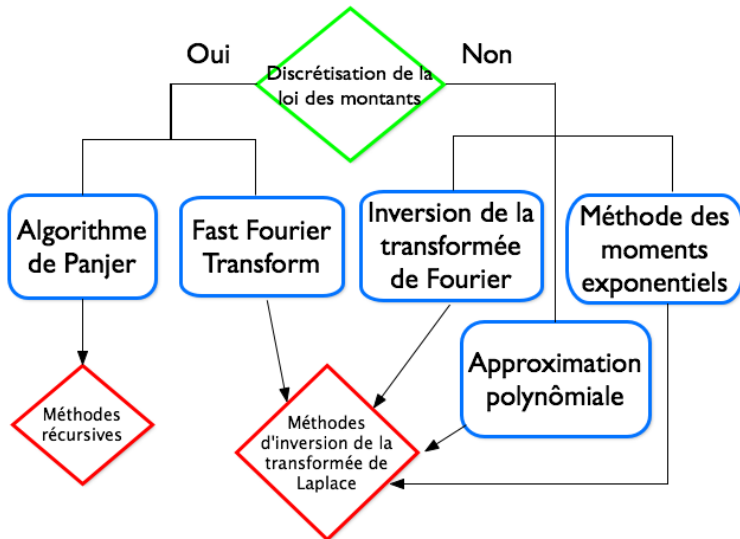 Oui
Non
Discrétisation de la
loi des montants
Algorithme
de Panjer
Fast Fourier
Transform
Inversion de la
transformée
de Fourier
Méthode des
moments
exponentiels
Approximation
polynômiale
Méthodes
récursives
Méthodes
d'inversion de la
transformée de
Laplace